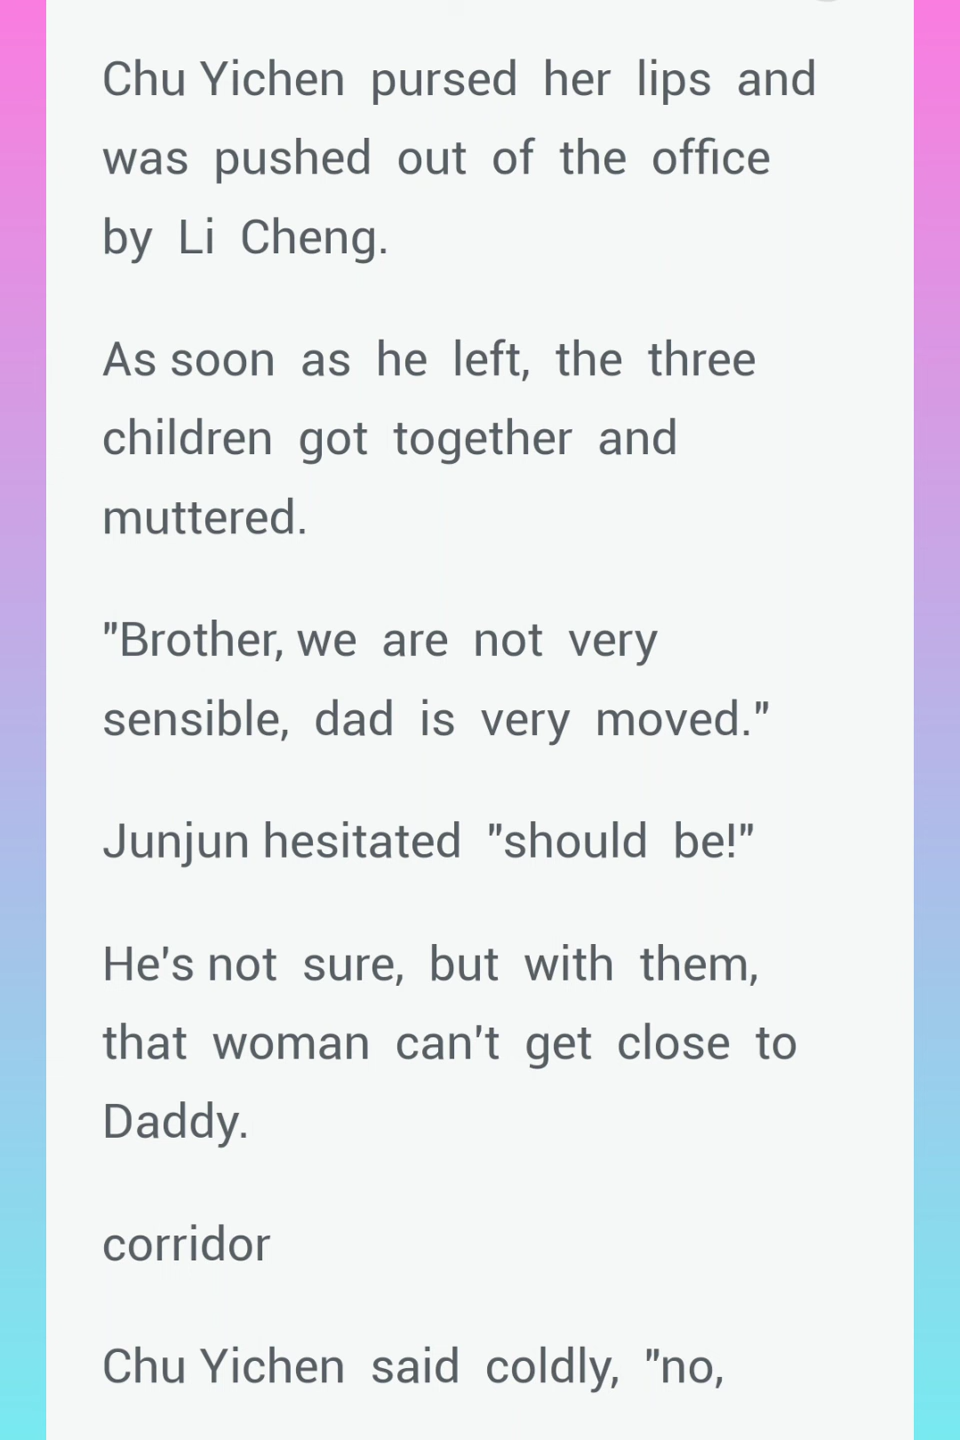 Chu Yichen pursed her lips and
was pushed out of the office
by Li Cheng.
As soon as he left, the three
children got together and
muttered.
"Brother, we are not very
sensible, dad is very moved."
Junjun hesitated "should be!"
He's not sure, but with them,
that woman can't get close to
Daddy.
corridor
Chu Yichen said coldly, "no,